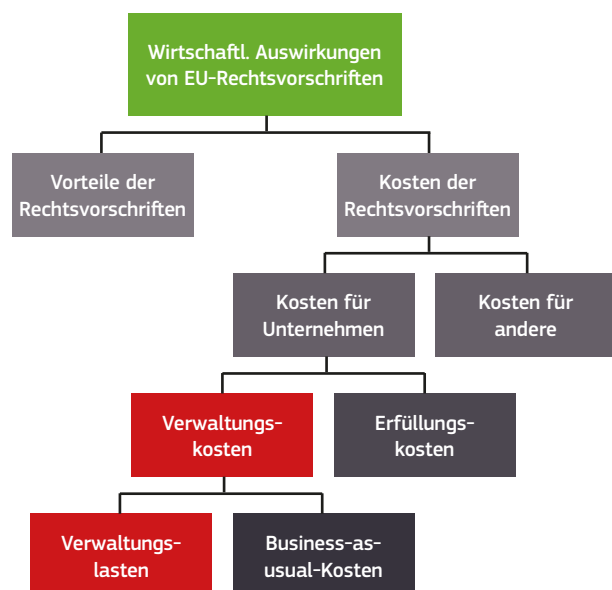 Wirtschaftl. Auswirkungen
von EU-Rechtsvorschriften
Vorteile der
Rechtsvorschriften
Kosten der
Rechtsvorschriften
Kosten für
Unternehmen
Kosten für
andere
Verwaltungs-
kosten
Erfüllungs-
kosten
Verwaltungs-
lasten
Business-as-
usual-Kosten